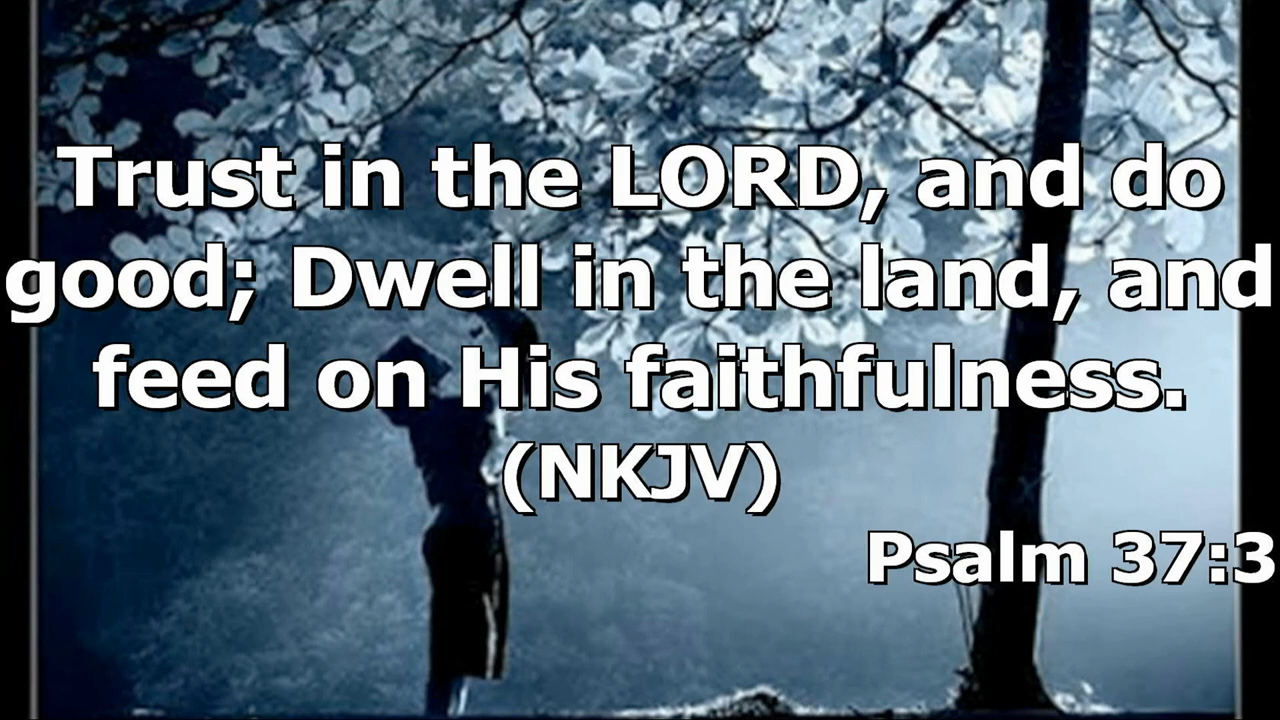 Trust in the LORD, and do
good; Dwell in the land, and
feed on His faithfulness.
(NKJV)
Psalm 37:3